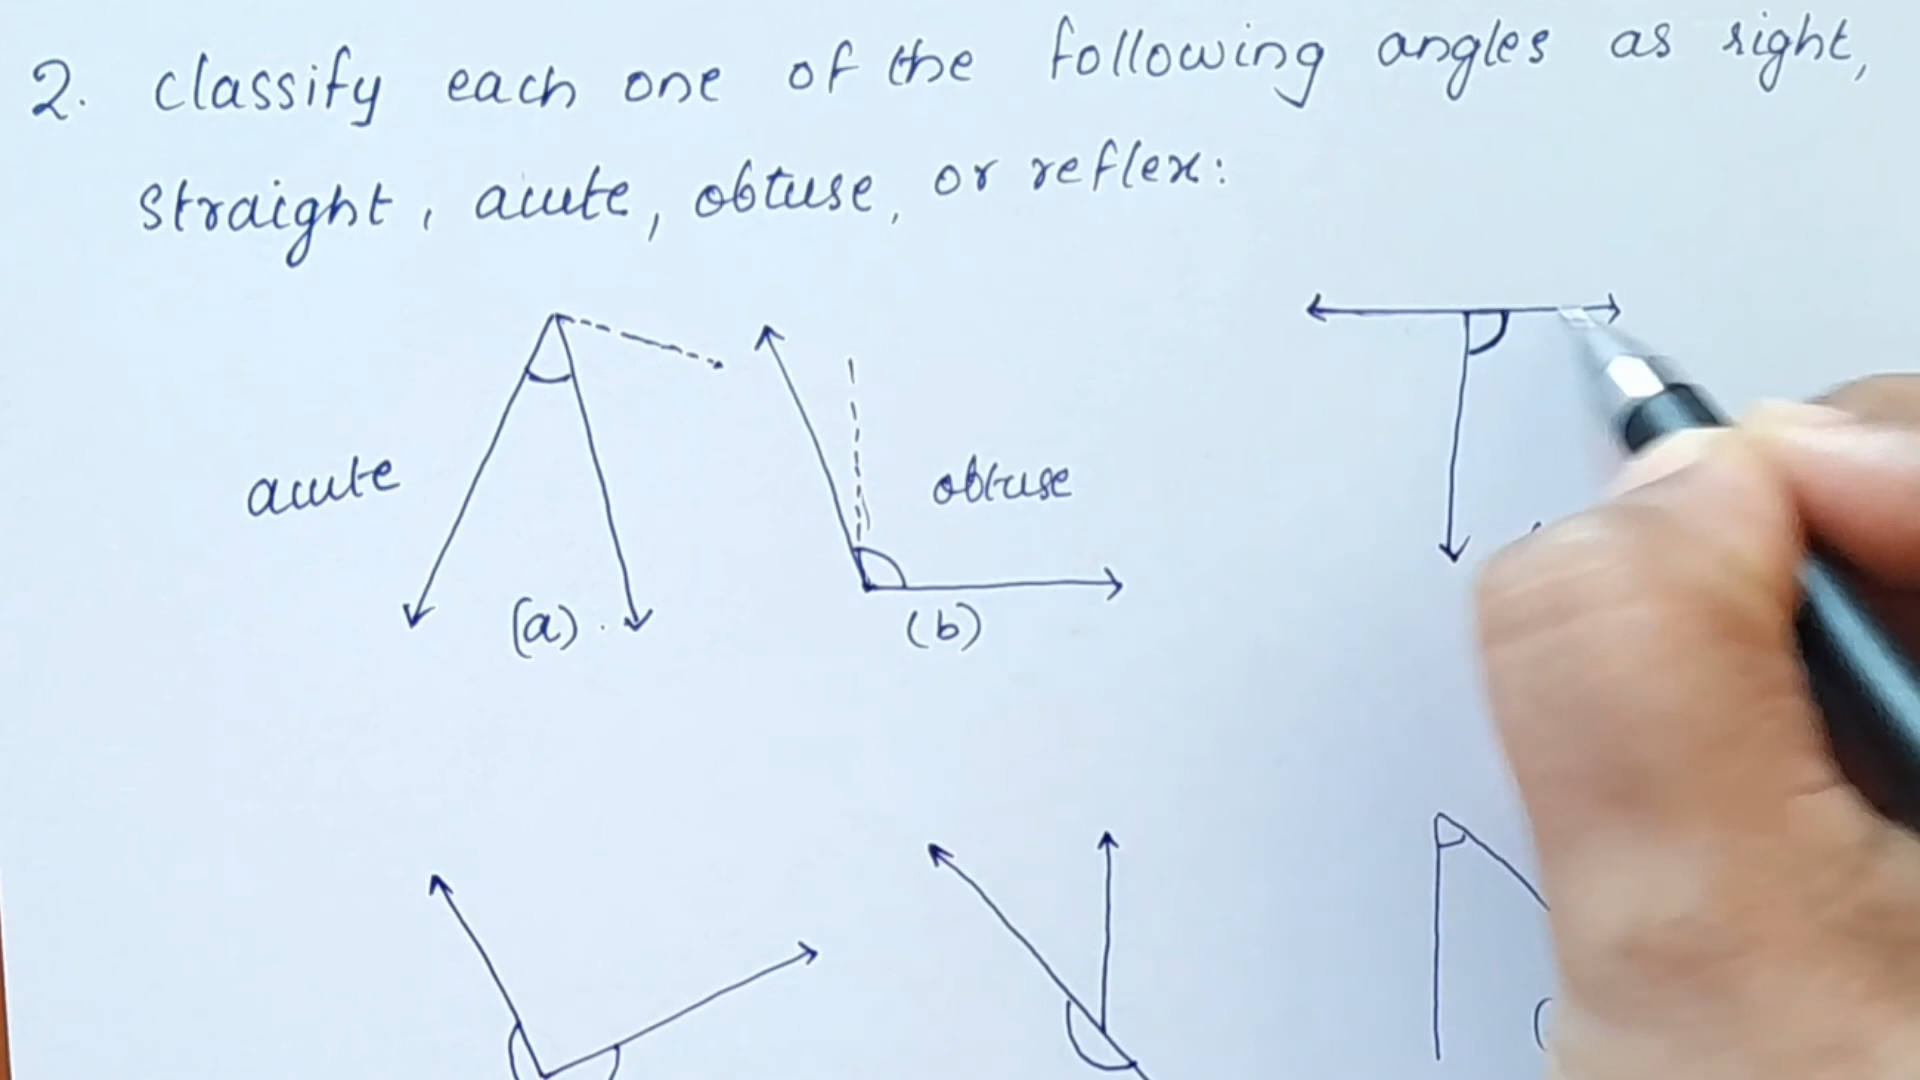 2. classify each one of the following angles as right,
straight, acute, obtuse, or reflex:
acute
obtuse
(a)
(b)